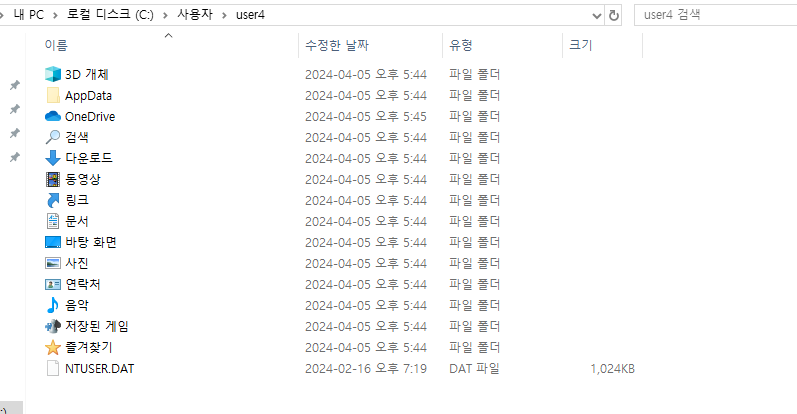 내 PC > 로컬 디스크 (C:) > 사용자 > user4
user4 검색
이름 수정한 날짜 유형 크기
3D 개체 2024-04-05 오후 5:44 파일 폴더
AppData 2024-04-05 오후 5:44 파일 폴더
OneDrive 2024-04-05 오후 5:45 파일 폴더
검색 2024-04-05 오후 5:44 파일 폴더
다운로드 2024-04-05 오후 5:44 파일 폴더
동영상 2024-04-05 오후 5:44 파일 폴더
링크 2024-04-05 오후 5:44 파일 폴더
문서 2024-04-05 오후 5:44 파일 폴더
바탕 화면 2024-04-05 오후 5:44 파일 폴더
사진 2024-04-05 오후 5:44 파일 폴더
연락처 2024-04-05 오후 5:44 파일 폴더
음악 2024-04-05 오후 5:44 파일 폴더
저장된 게임 2024-04-05 오후 5:44 파일 폴더
즐겨찾기 2024-04-05 오후 5:44 파일 폴더
NTUSER.DAT 2024-02-16 오후 7:19 DAT 파일 1,024KB